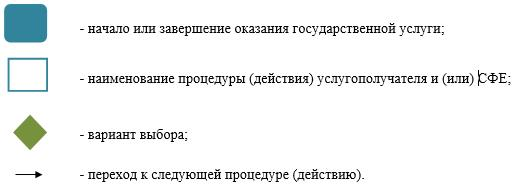 - начало или завершение оказания государственной услуги;
- наименование процедуры (действия) услугополучателя и (или) СФЕ;
- вариант выбора;
- переход к следующей процедуре (действию).